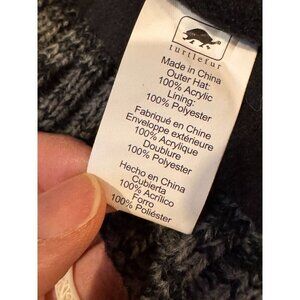 turtlefur
Made in China
Outer Hat:
100% Acrylic
Lining:
100% Polyester
Fabriqué en Chine
Enveloppe extérieure
100% Acrylique
Doublure
100% Polyester
Hecho en China
Cubierta
100% Acrílico
Forro
100% Poliéster